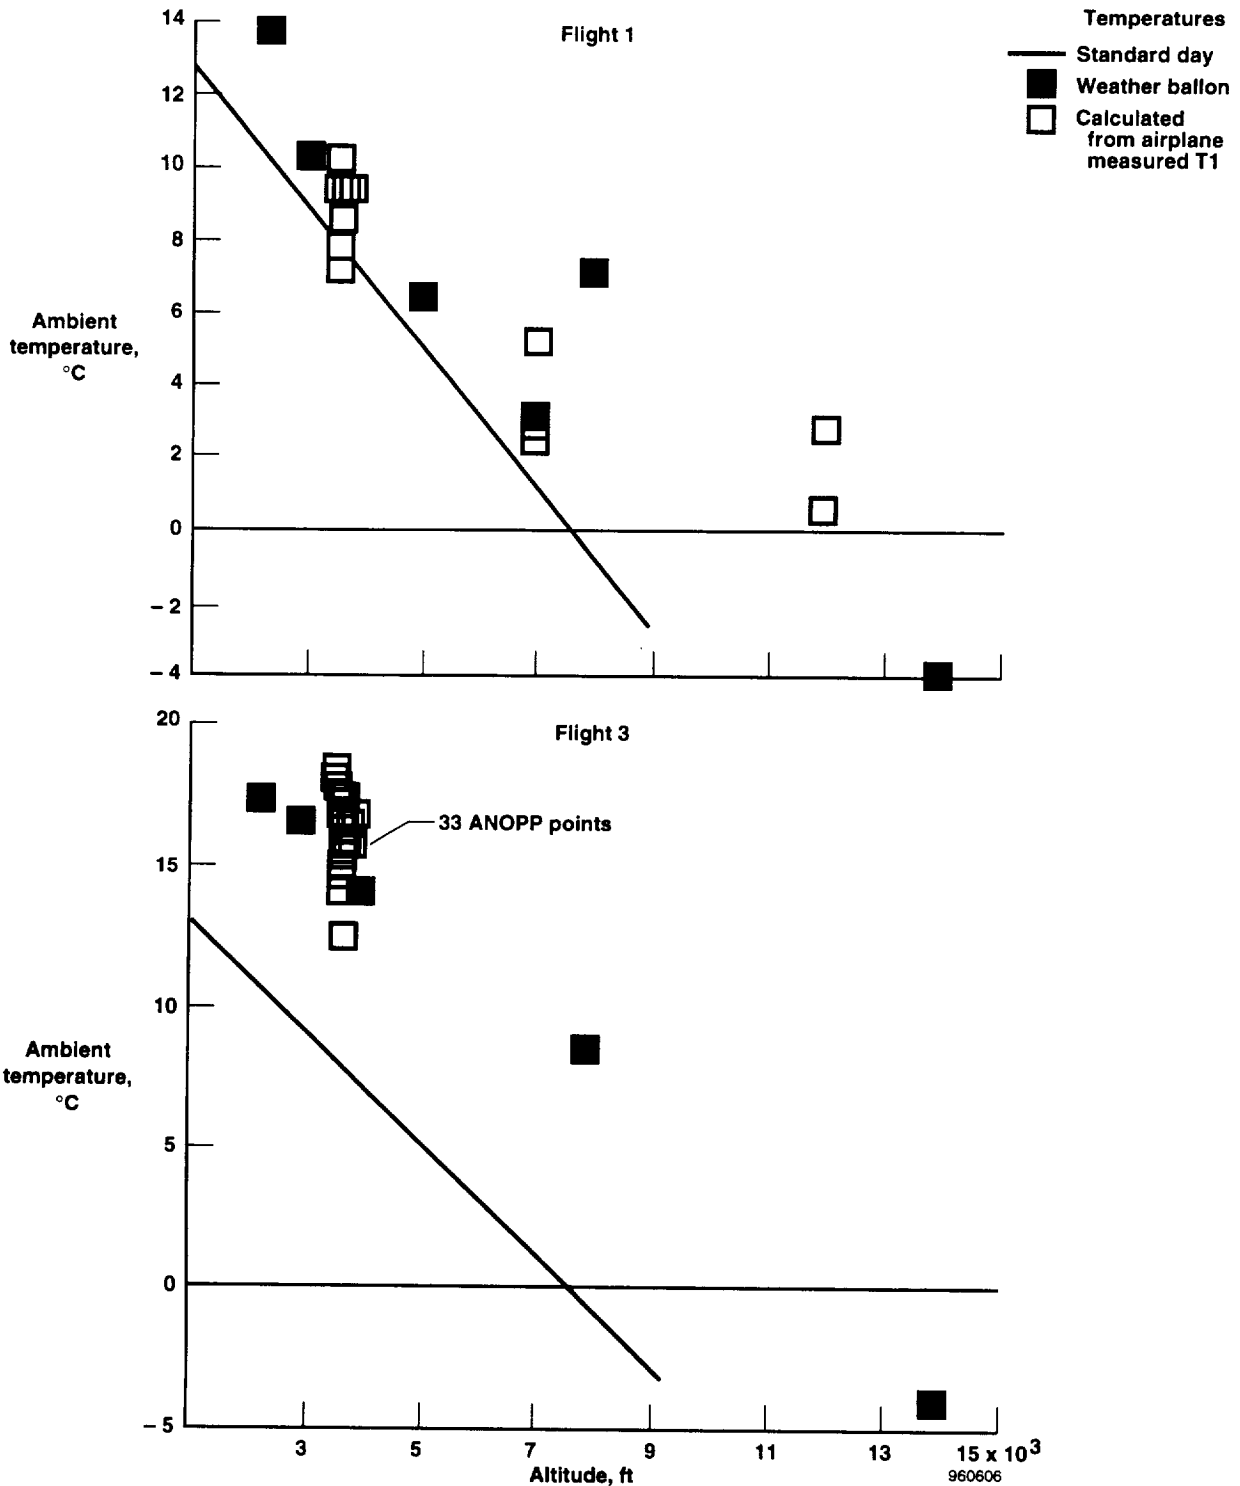 Flight 1
Temperatures
Standard day
Weather ballon
Calculated
from airplane
measured T1
14
12
10
8
6
4
2
0
– 2
– 4
Ambient
temperature,
°C
Flight 3
20
15
10
5
0
– 5
33 ANOPP points
Ambient
temperature,
°C
3 5 7 9 11 13 15 x 10³
Altitude, ft
960606